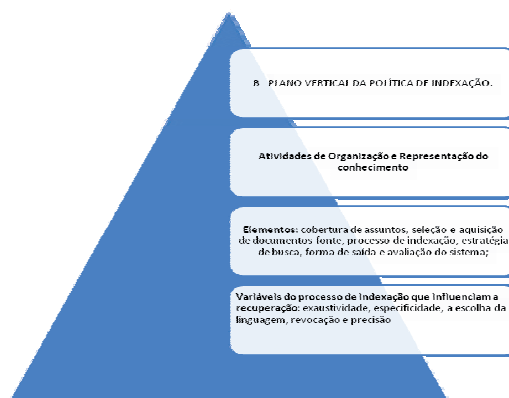 8 PLANO VERTICAL DA POLÍTICA DE INDEXAÇÃO.
Atividades de Organização e Representação do
conhecimento
Elementos: cobertura de assuntos, seleção e aquisição
de documentos-fonte, processo de indexação, estratégia
de busca, forma de saída e avaliação do sistema;
Variáveis do processo de indexação que influenciam a
recuperação: exaustividade, especificidade, a escolha da
linguagem, revocação e precisão